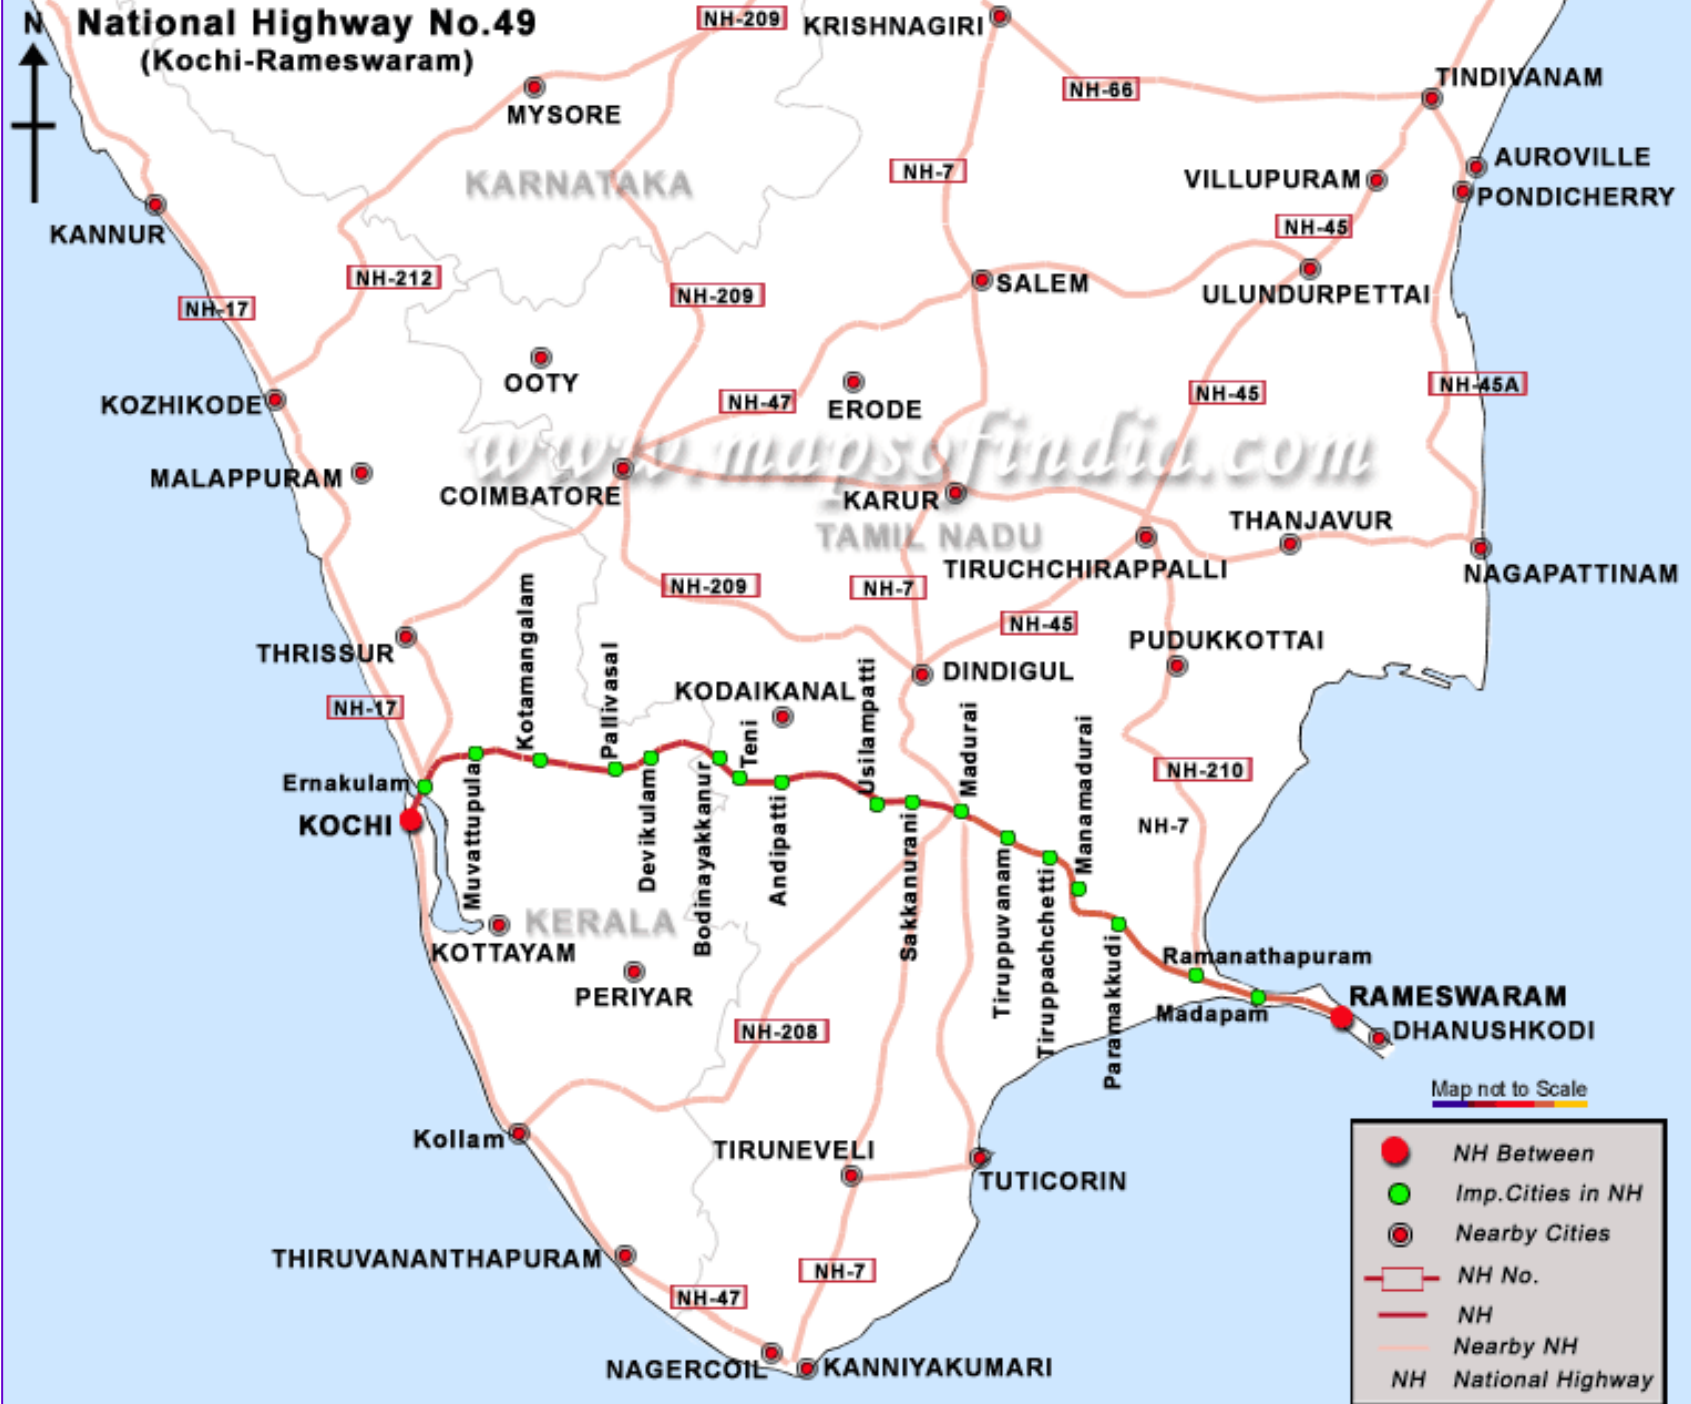 N
National Highway No.49
(Kochi-Rameswaram)
NH-209
KRISHNAGIRI
MYSORE
NH-66
TINDIVANAM
KARNATAKA
NH-7
VILLUPURAM
AUROVILLE
PONDICHERRY
KANNUR
NH-45
NH-212
NH-17
NH-209
SALEM
ULUNDURPETTAI
OOTY
NH-47
ERODE
NH-45
NH-45A
KOZHIKODE
www.mapsofindia.com
MALAPPURAM
COIMBATORE
KARUR
TAMIL NADU
THANJAVUR
TIRUCHCHIRAPPALLI
NAGAPATTINAM
NH-209
NH-7
NH-45
PUDUKKOTTAI
THRISSUR
Kotamangalam
Pallivasal
DINDIGUL
KODAIKANAL
Usilampatti
NH-17
Teni
Madurai
Manamadurai
NH-210
Ernakulam
KOCHI
Muvattupula
Devikulam
Bodinayakkanur
Andipatti
Sakkanurani
Tiruppuvanam
Tiruppachchetti
Paramakkudi
NH-7
KERALA
KOTTAYAM
PERIYAR
Ramanathapuram
RAMESWARAM
Madapam
DHANUSHKODI
NH-208
Map not to Scale
Kollam
TIRUNEVELI
TUTICORIN
THIRUVANANTHAPURAM
NH-7
NH-47
NAGERCOIL
KANNIYAKUMARI
NH Between
Imp.Cities in NH
Nearby Cities
NH No.
NH
Nearby NH
NH National Highway